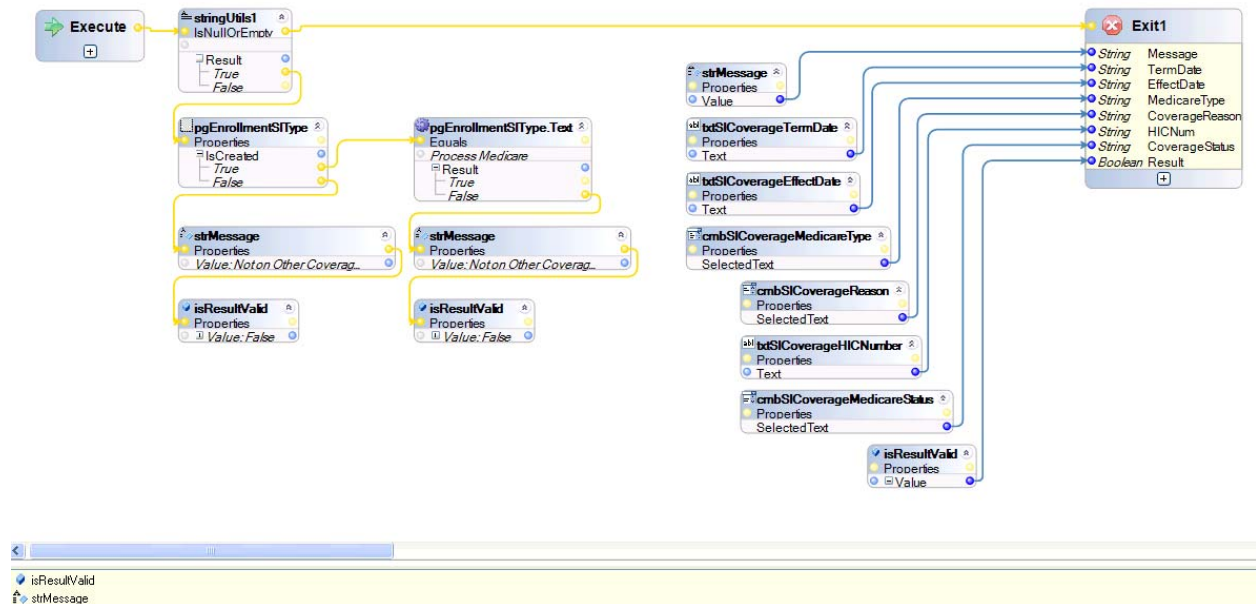 Execute
stringUtils1
IsNullOrEmpty
Result
True
False
pgEnrollmentSIType
Properties
IsCreated
True
False
pgEnrollmentSIType.Text
Equals
Process Medicare
Result
True
False
strMessage
Properties
Value: Not on Other Coverag...
strMessage
Properties
Value: Not on Other Coverag...
isResultValid
Properties
Value: False
isResultValid
Properties
Value: False
strMessage
Properties
Value
txtSICoverageTermDate
Properties
Text
txtSICoverageEffectDate
Properties
Text
cmbSICoverageMedicareType
Properties
SelectedText
cmbSICoverageReason
Properties
SelectedText
txtSICoverageHICNumber
Properties
Text
cmbSICoverageMedicareStatus
Properties
SelectedText
isResultValid
Properties
Value
Exit1
String Message
String TermDate
String EffectDate
String MedicareType
String CoverageReason
String HICNum
String CoverageStatus
Boolean Result
isResultValid
strMessage